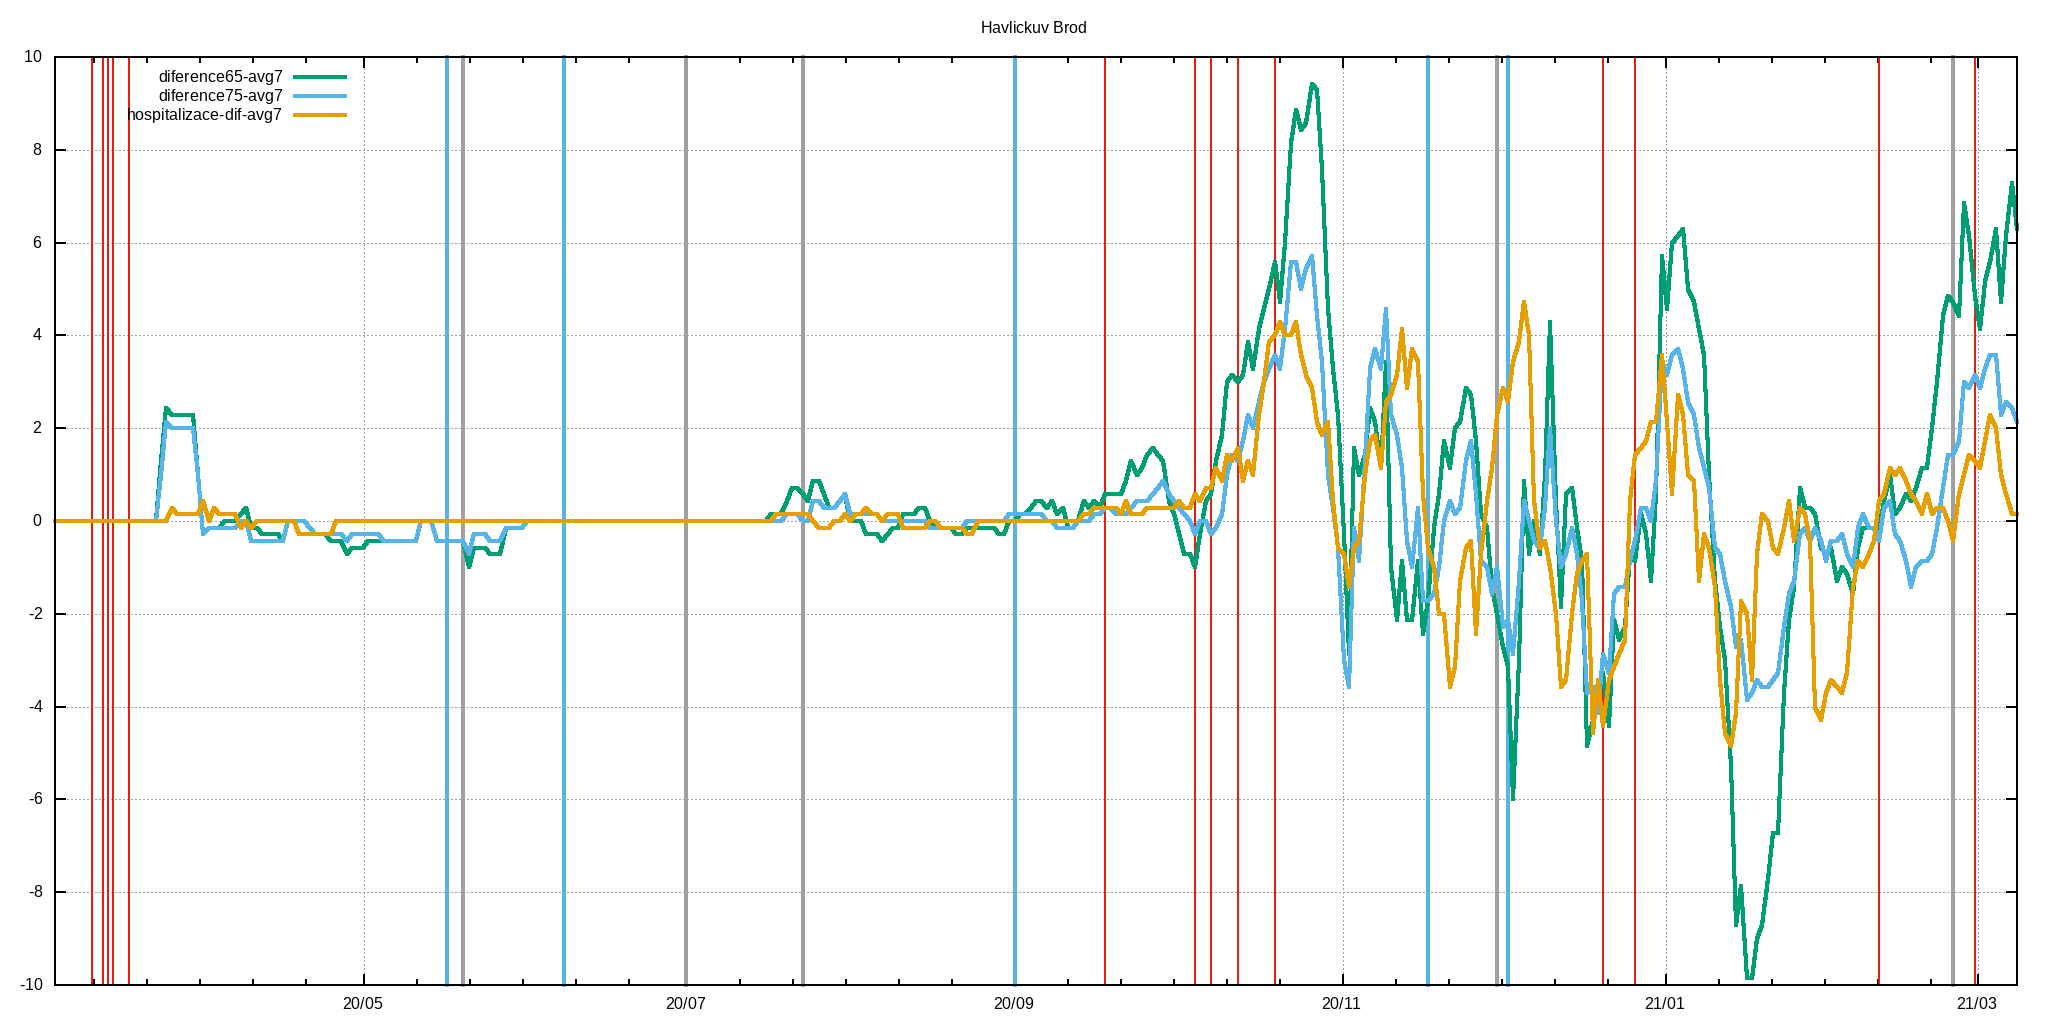 Havlickuv Brod
diference65-avg7
diference75-avg7
hospitalizace-dif-avg7
10
8
6
4
2
0
-2
-4
-6
-8
-10
20/05 20/07 20/09 20/11 21/01 21/03